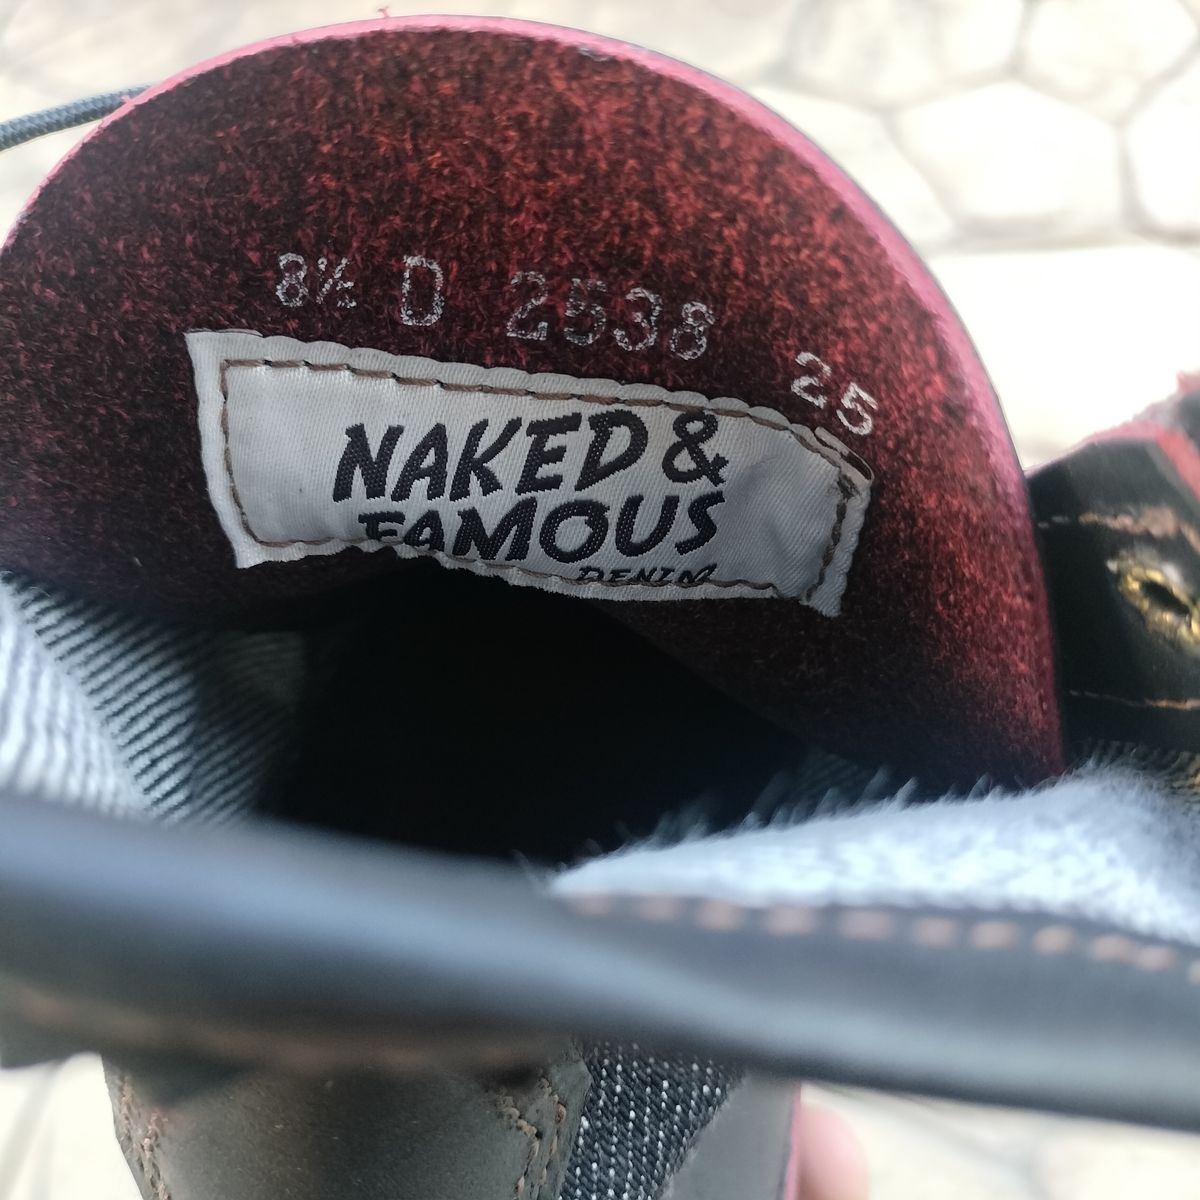 8½ D 2538 25
NAKED &
FAMOUS
DENIM